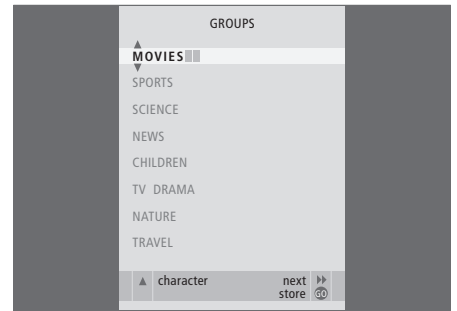 GROUPS
MOVIES
SPORTS
SCIENCE
NEWS
CHILDREN
TV DRAMA
NATURE
TRAVEL
character next
store GO